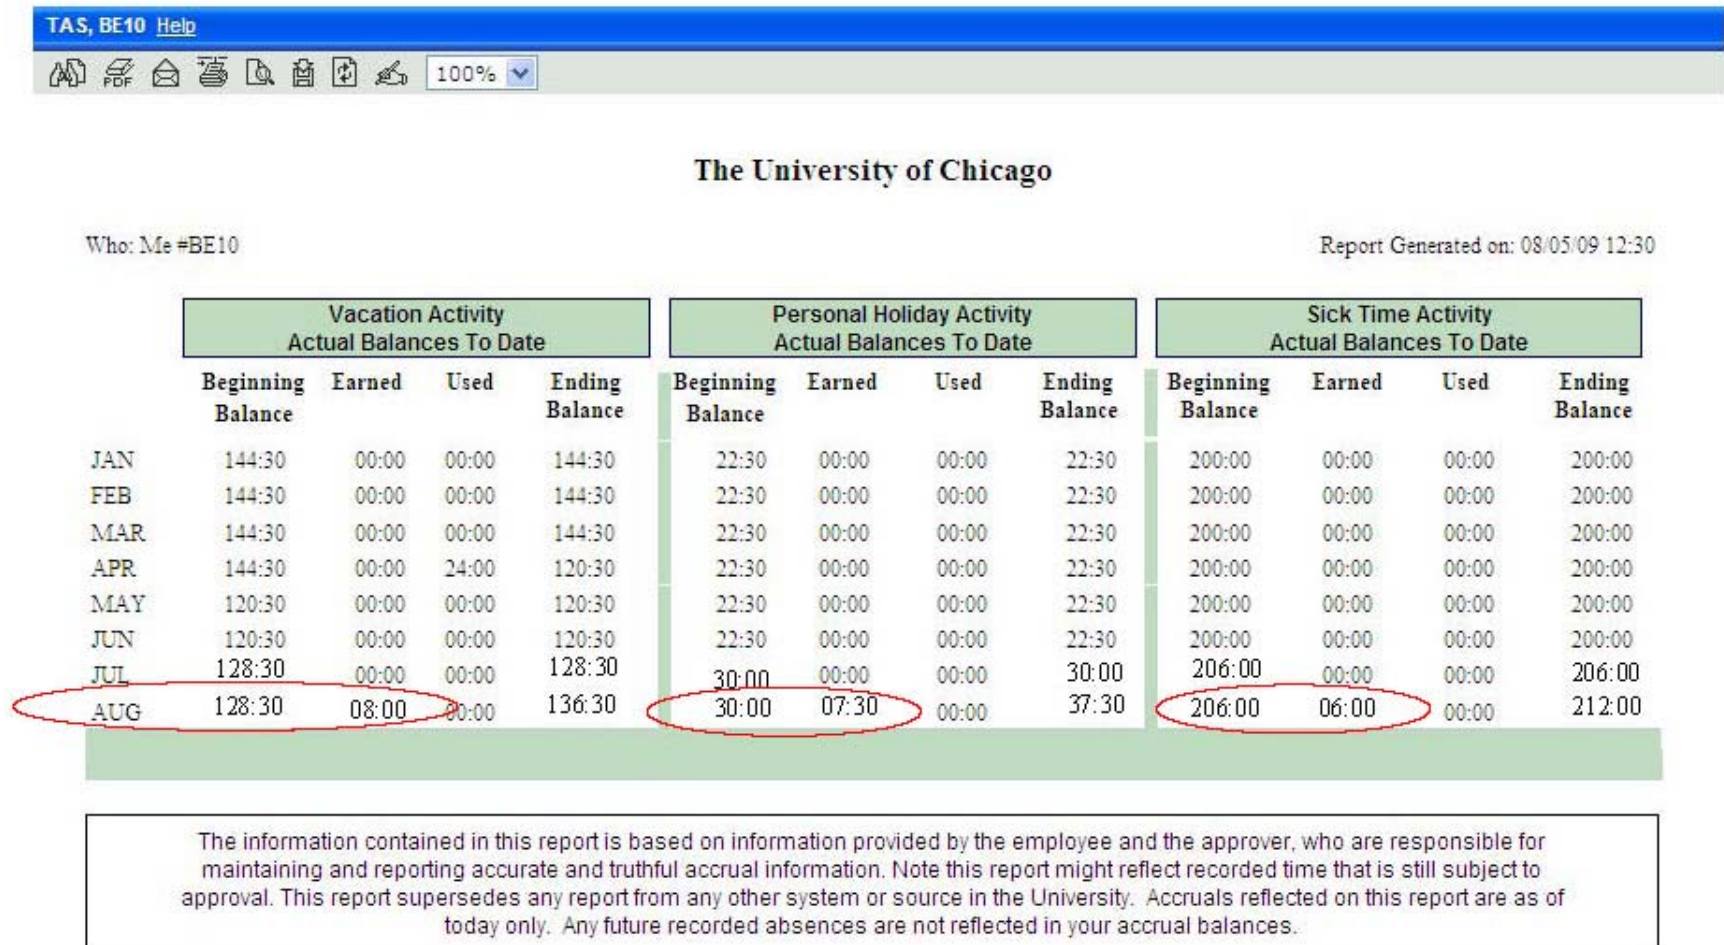 TAS, BE10 Help
PDF 100%
The University of Chicago
Who: Me #BE10 Report Generated on: 08/05/09 12:30
Vacation Activity Personal Holiday Activity Sick Time Activity
Actual Balances To Date Actual Balances To Date Actual Balances To Date
Beginning Earned Used Ending Beginning Earned Used Ending Beginning Earned Used Ending
Balance Balance Balance Balance Balance Balance
JAN 144:30 00:00 00:00 144:30 22:30 00:00 00:00 22:30 200:00 00:00 00:00 200:00
FEB 144:30 00:00 00:00 144:30 22:30 00:00 00:00 22:30 200:00 00:00 00:00 200:00
MAR 144:30 00:00 00:00 144:30 22:30 00:00 00:00 22:30 200:00 00:00 00:00 200:00
APR 144:30 00:00 24:00 120:30 22:30 00:00 00:00 22:30 200:00 00:00 00:00 200:00
MAY 120:30 00:00 00:00 120:30 22:30 00:00 00:00 22:30 200:00 00:00 00:00 200:00
JUN 120:30 00:00 00:00 120:30 22:30 00:00 00:00 22:30 200:00 00:00 00:00 200:00
JUL 128:30 00:00 00:00 128:30 30:00 00:00 00:00 30:00 206:00 00:00 00:00 206:00
AUG 128:30 08:00 00:00 136:30 30:00 07:30 00:00 37:30 206:00 06:00 00:00 212:00
The information contained in this report is based on information provided by the employee and the approver, who are responsible for
maintaining and reporting accurate and truthful accrual information. Note this report might reflect recorded time that is still subject to
approval. This report supersedes any report from any other system or source in the University. Accruals reflected on this report are as of
today only. Any future recorded absences are not reflected in your accrual balances.